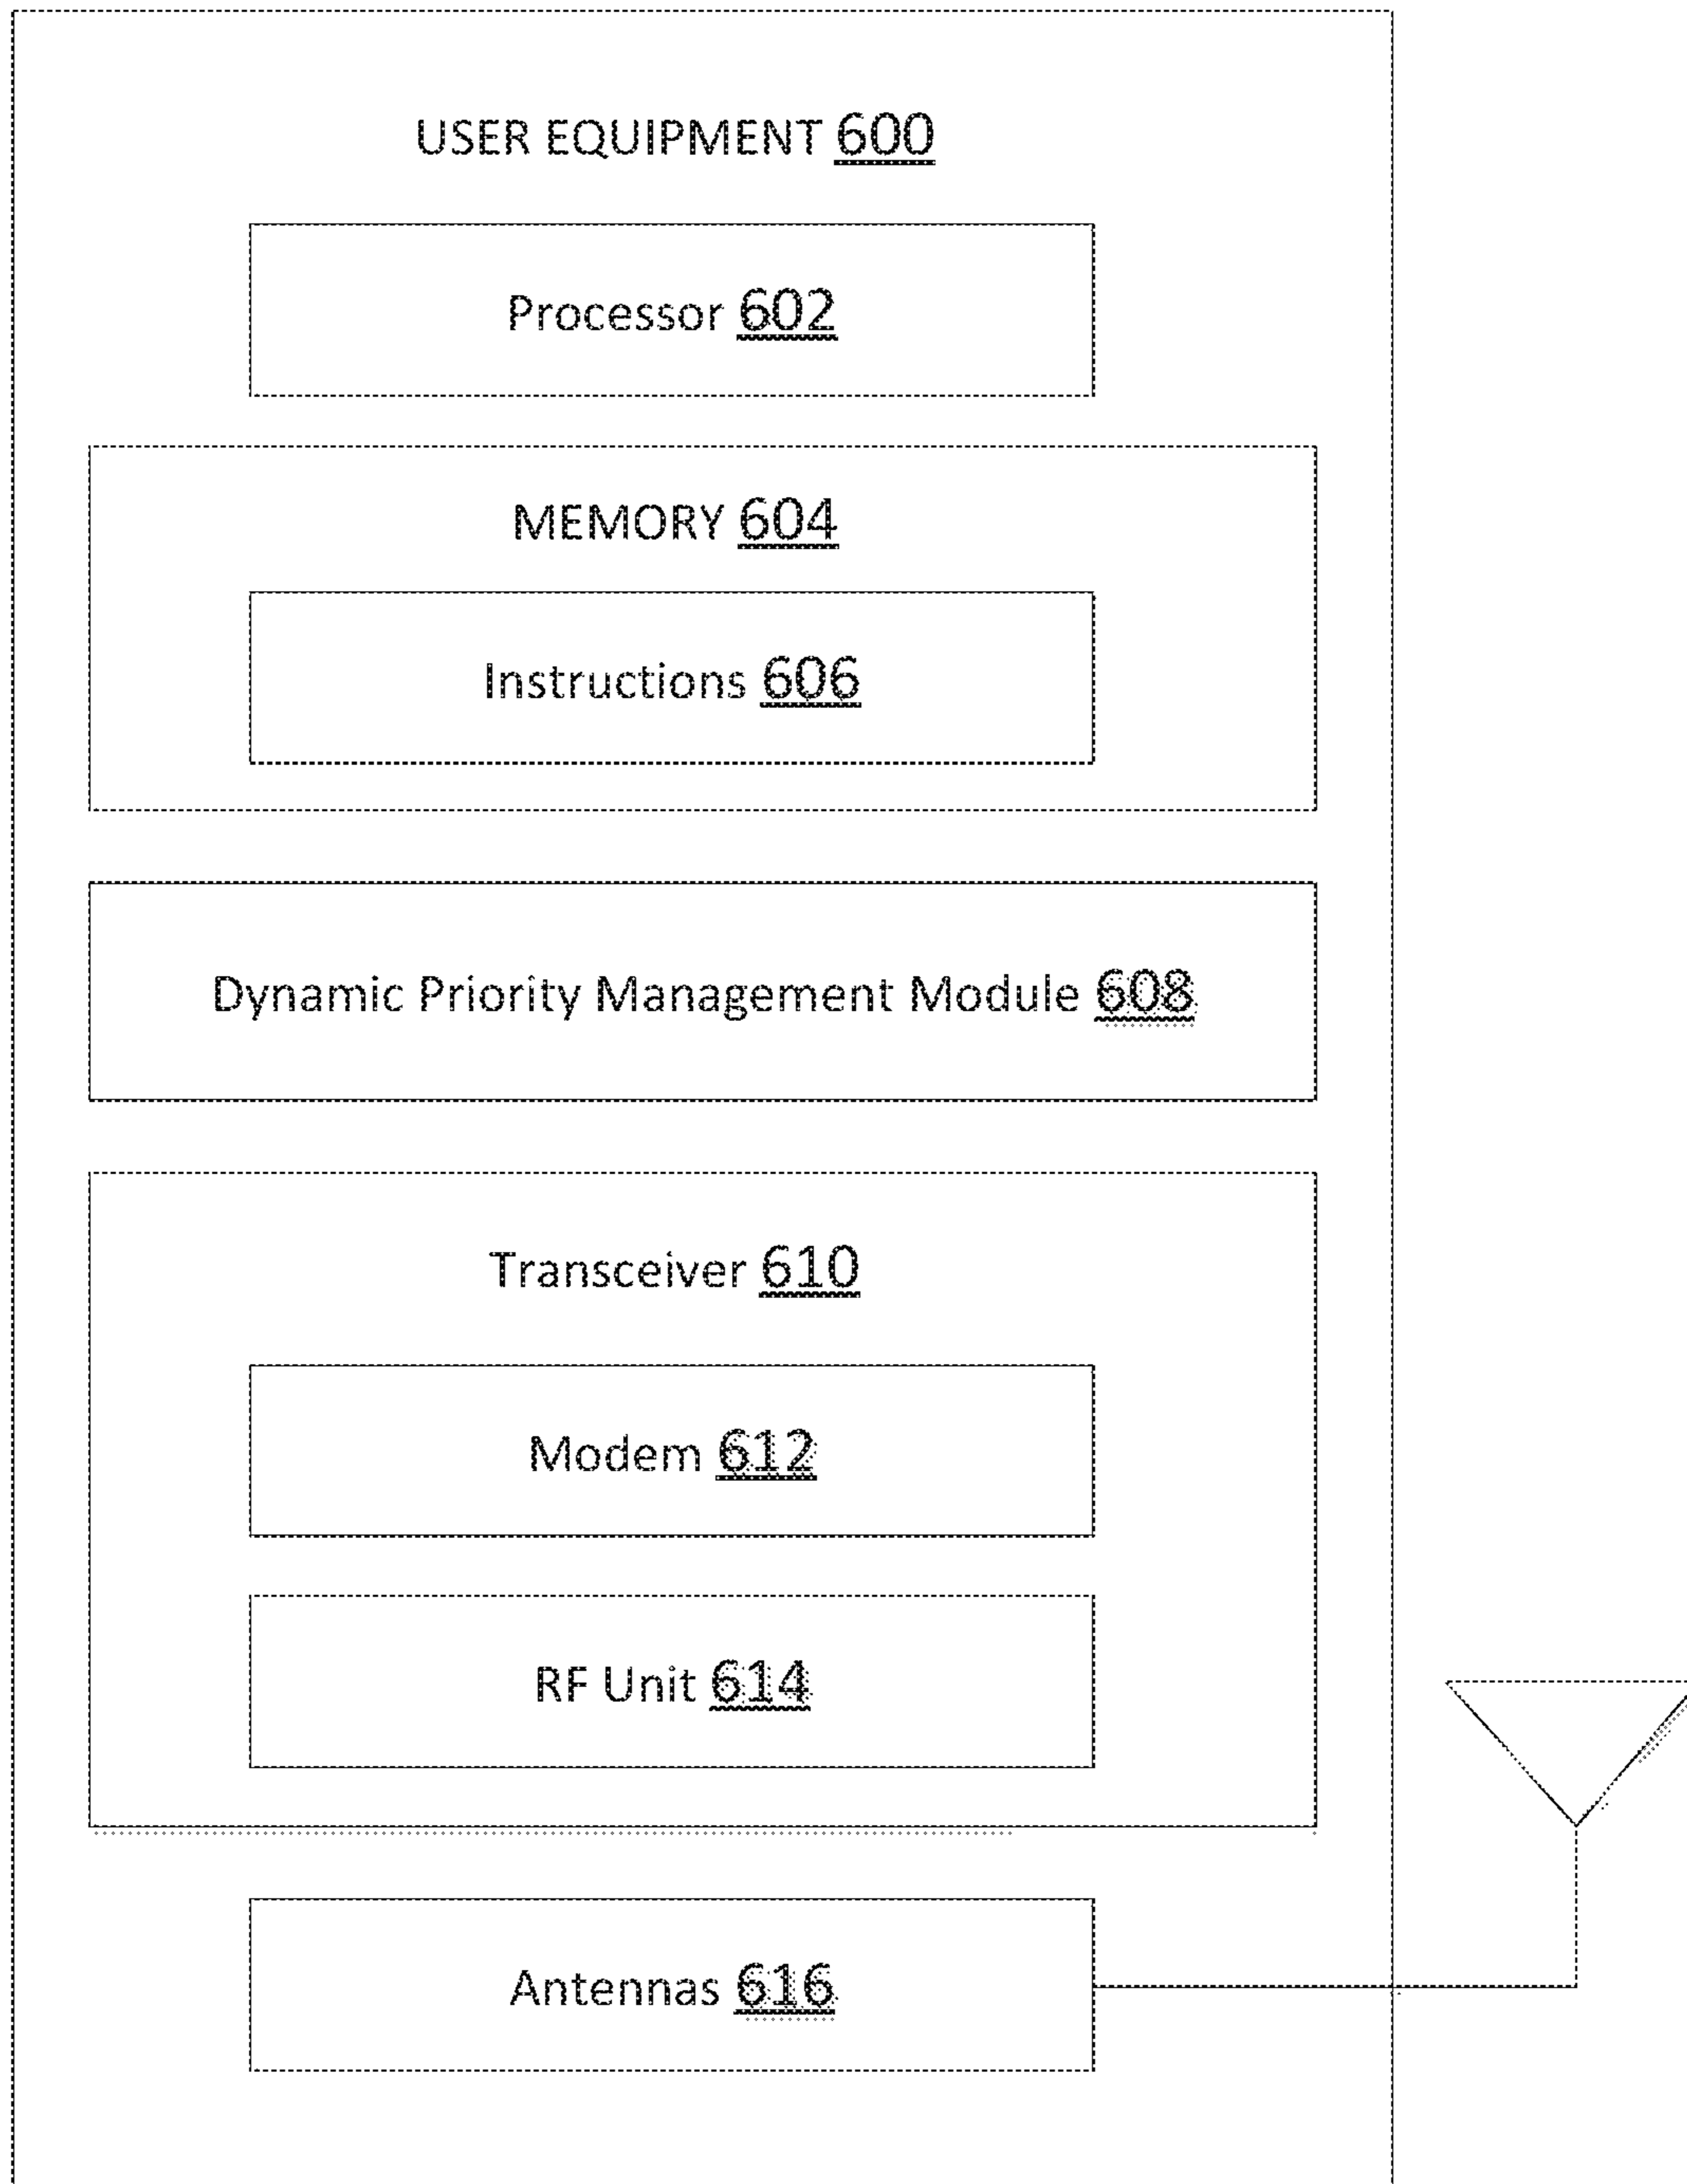 USER EQUIPMENT 600
Processor 602
MEMORY 604
Instructions 606
Dynamic Priority Management Module 608
Transceiver 610
Modem 612
RF Unit 614
Antennas 616